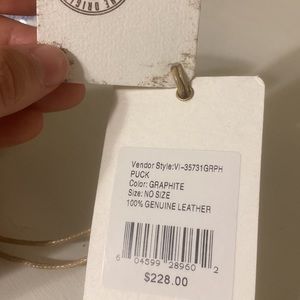 ORIGI
Vendor Style:VI-35731GRPH
PUCK
Color: GRAPHITE
Size: NO SIZE
100% GENUINE LEATHER
6 04599 28960 2
$228.00